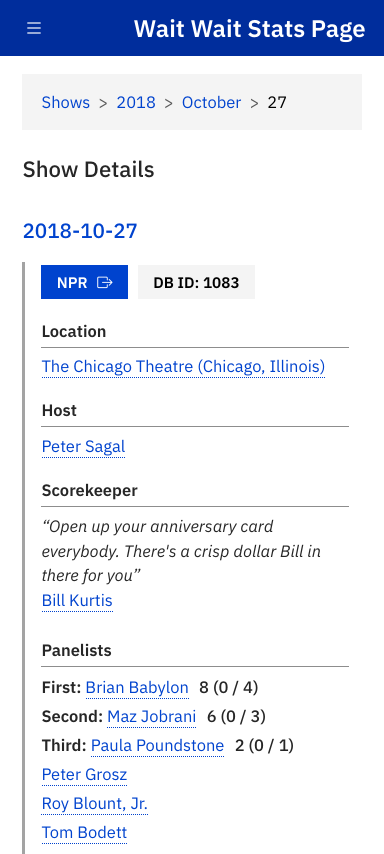 Wait Wait Stats Page
Shows > 2018 > October > 27
Show Details
2018-10-27
NPR
DB ID: 1083
Location
The Chicago Theatre (Chicago, Illinois)
Host
Peter Sagal
Scorekeeper
“Open up your anniversary card
everybody. There's a crisp dollar Bill in
there for you”
Bill Kurtis
Panelists
First: Brian Babylon 8 (0 / 4)
Second: Maz Jobrani 6 (0 / 3)
Third: Paula Poundstone 2 (0 / 1)
Peter Grosz
Roy Blount, Jr.
Tom Bodett